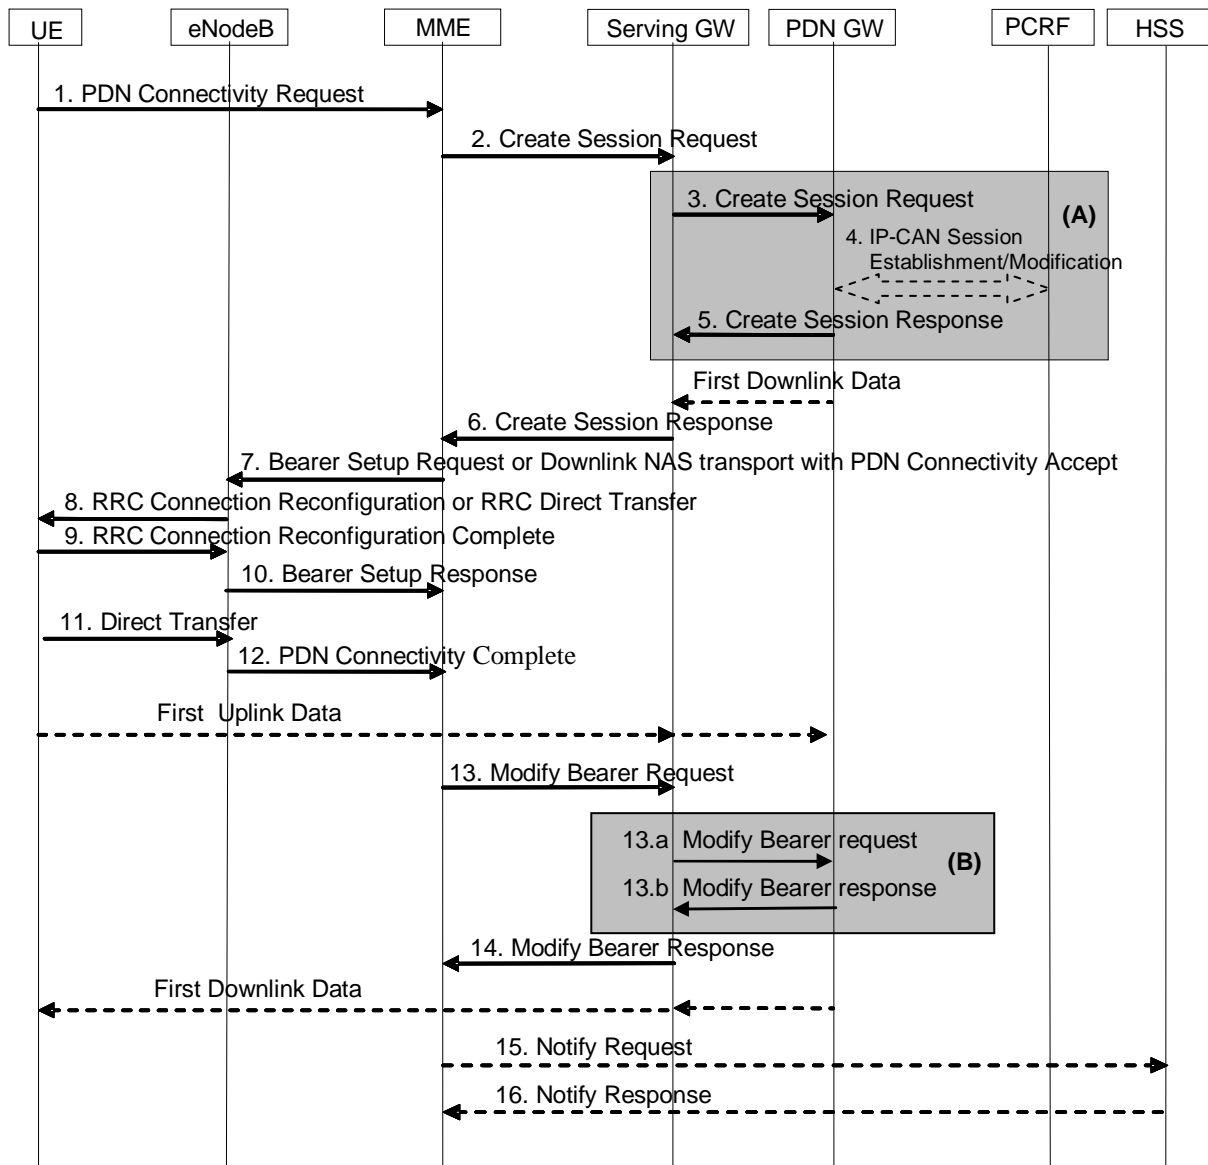 UE
eNodeB
MME
Serving GW
PDN GW
PCRF
HSS
1. PDN Connectivity Request
2. Create Session Request
3. Create Session Request
(A)
4. IP-CAN Session
Establishment/Modification
5. Create Session Response
First Downlink Data
6. Create Session Response
7. Bearer Setup Request or Downlink NAS transport with PDN Connectivity Accept
8. RRC Connection Reconfiguration or RRC Direct Transfer
9. RRC Connection Reconfiguration Complete
10. Bearer Setup Response
11. Direct Transfer
12. PDN Connectivity Complete
First Uplink Data
13. Modify Bearer Request
13.a Modify Bearer request
(B)
13.b Modify Bearer response
14. Modify Bearer Response
First Downlink Data
15. Notify Request
16. Notify Response